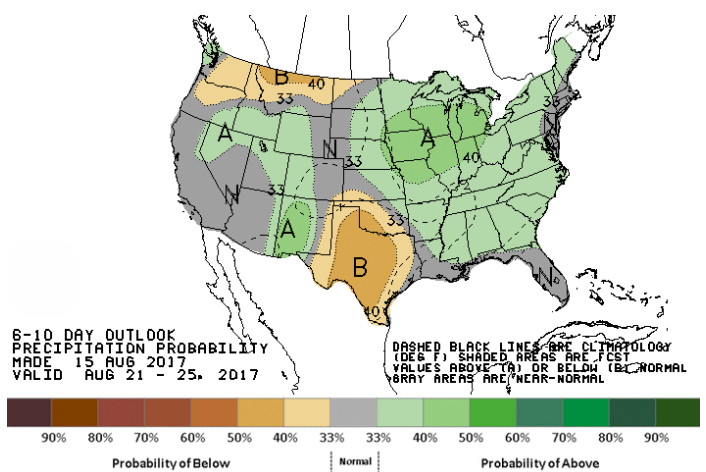 B
40
33
A
A
N
33
40
N
33
N
33
A
33
B
N
40
6-10 DAY OUTLOOK
PRECIPITATION PROBABILITY
MADE 15 AUG 2017
VALID AUG 21 - 25, 2017
DASHED BLACK LINES ARE CLIMATOLOGY
(DEG F) SHADED AREAS ARE FCST
VALUES ABOVE (A) OR BELOW (B) NORMAL
GRAY AREAS ARE NEAR-NORMAL
90% 80% 70% 60% 50% 40% 33% 33% 40% 50% 60% 70% 80% 90%
Probability of Below Normal Probability of Above